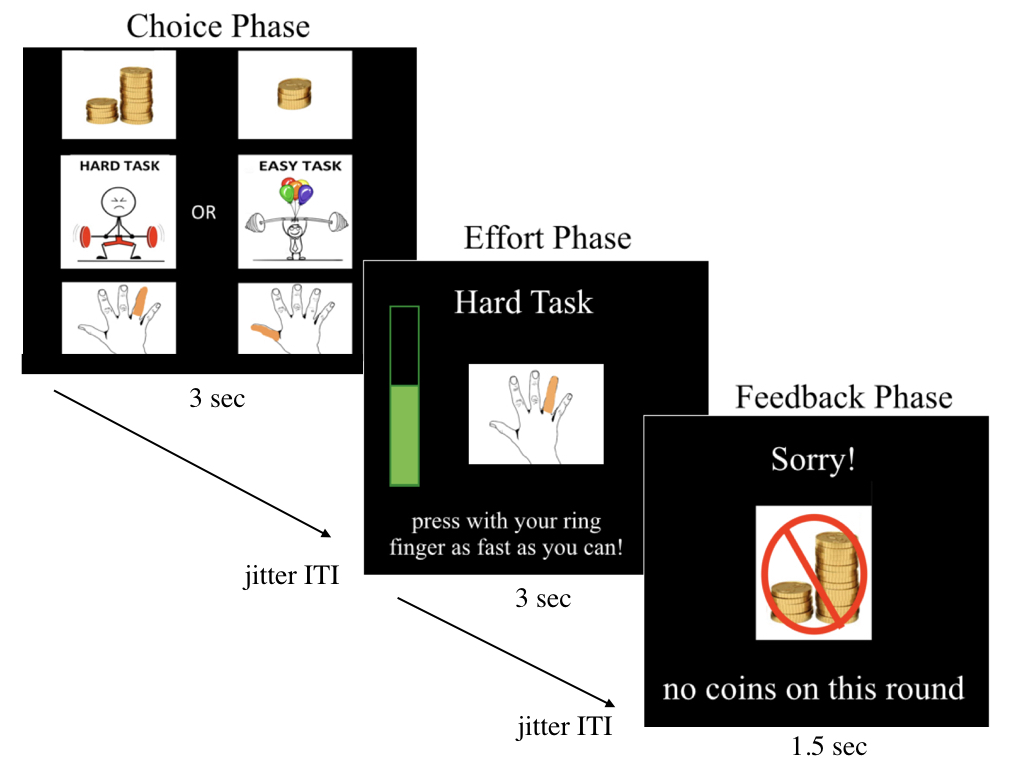 Choice Phase
HARD TASK
EASY TASK
OR
3 sec
jitter ITI
Effort Phase
Hard Task
press with your ring
finger as fast as you can!
3 sec
jitter ITI
Feedback Phase
Sorry!
no coins on this round
1.5 sec